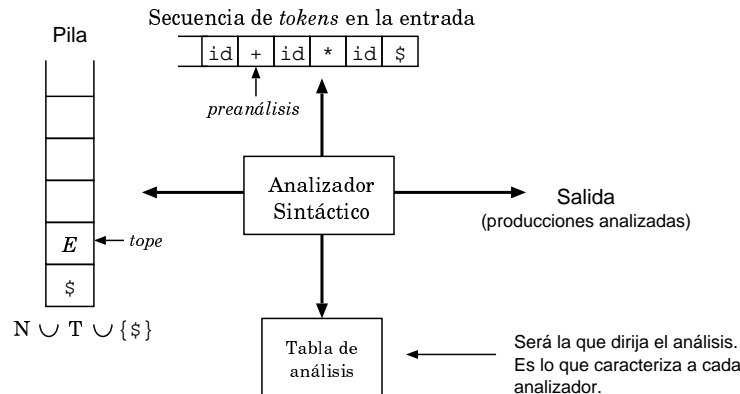 Secuencia de tokens en la entrada
Pila
id + id * id $
preanálisis
Analizador
Sintáctico
Salida
(producciones analizadas)
E
tope
$
N ∪ T ∪ {$}
Tabla de
análisis
Será la que dirija el análisis.
Es lo que caracteriza a cada
analizador.